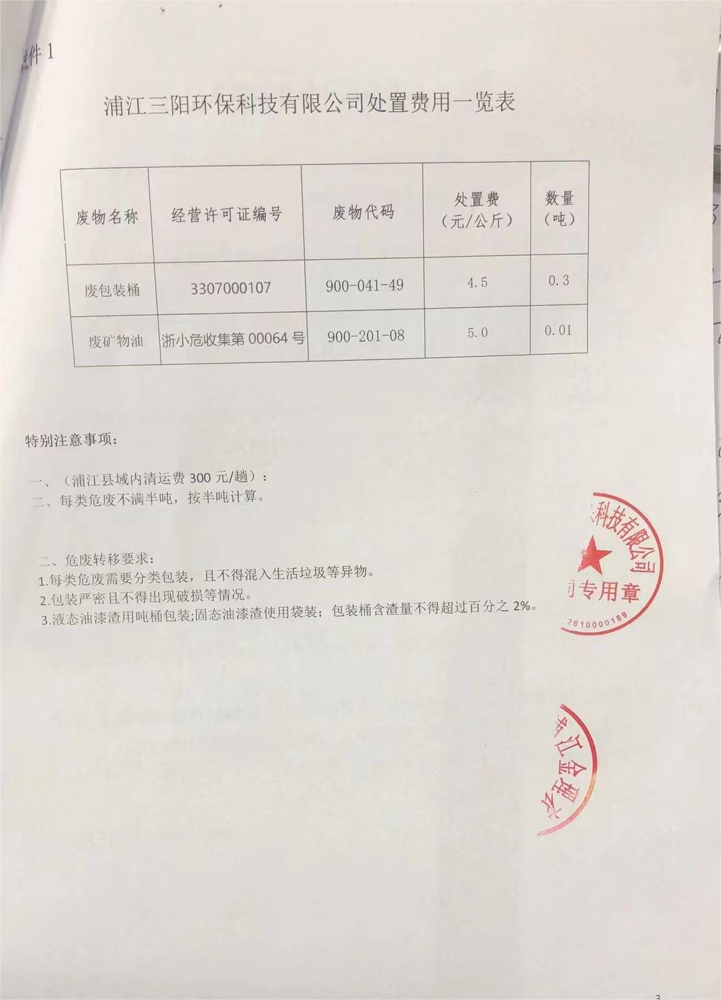 件 1
浦江三阳环保科技有限公司处置费用一览表
废物名称 经营许可证编号 废物代码 处置费（元/公斤） 数量（吨）
废包装桶 3307000107 900-041-49 4.5 0.3
废矿物油 浙小危收集第 00064 号 900-201-08 5.0 0.01
特别注意事项：
一、（浦江县域内清运费 300 元/趟）：
二、每类危废不满半吨，按半吨计算。
二、危废转移要求：
1.每类危废需要分类包装，且不得混入生活垃圾等异物。
2.包装严密且不得出现破损等情况。
3.液态油漆渣用吨桶包装;固态油漆渣使用袋装；包装桶含渣量不得超过百分之 2%。
科技有限公司
专用章
2610000189
江金
3